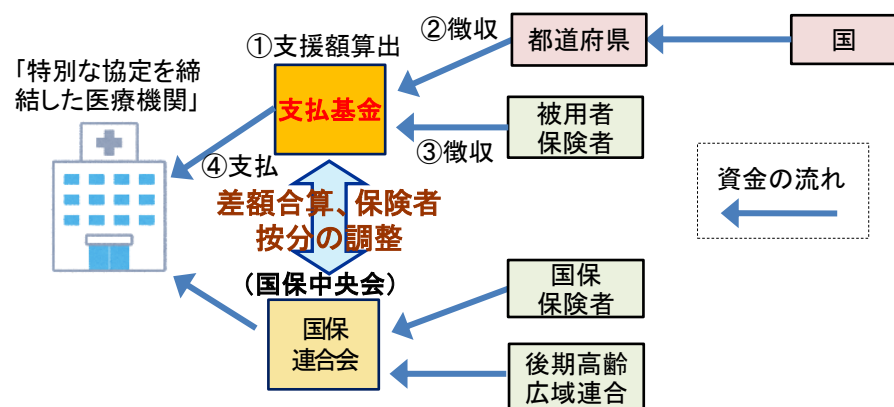 「特別な協定を締
結した医療機関」
①支援額算出
②徴収
都道府県
国
支払基金
被用者
保険者
③徴収
④支払
資金の流れ
差額合算、保険者
按分の調整
（国保中央会）
国保
連合会
国保
保険者
後期高齢
広域連合